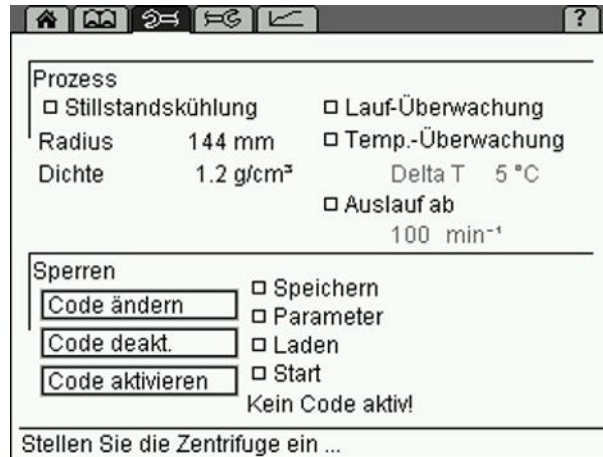 ?
Prozess
Stillstandskühlung
Radius 144 mm
Dichte 1.2 g/cm³
Lauf-Überwachung
Temp.-Überwachung
Delta T 5 °C
Auslauf ab
100 min⁻¹
Sperren
Code ändern
Code deakt.
Code aktivieren
Speichern
Parameter
Laden
Start
Kein Code aktiv!
Stellen Sie die Zentrifuge ein ...